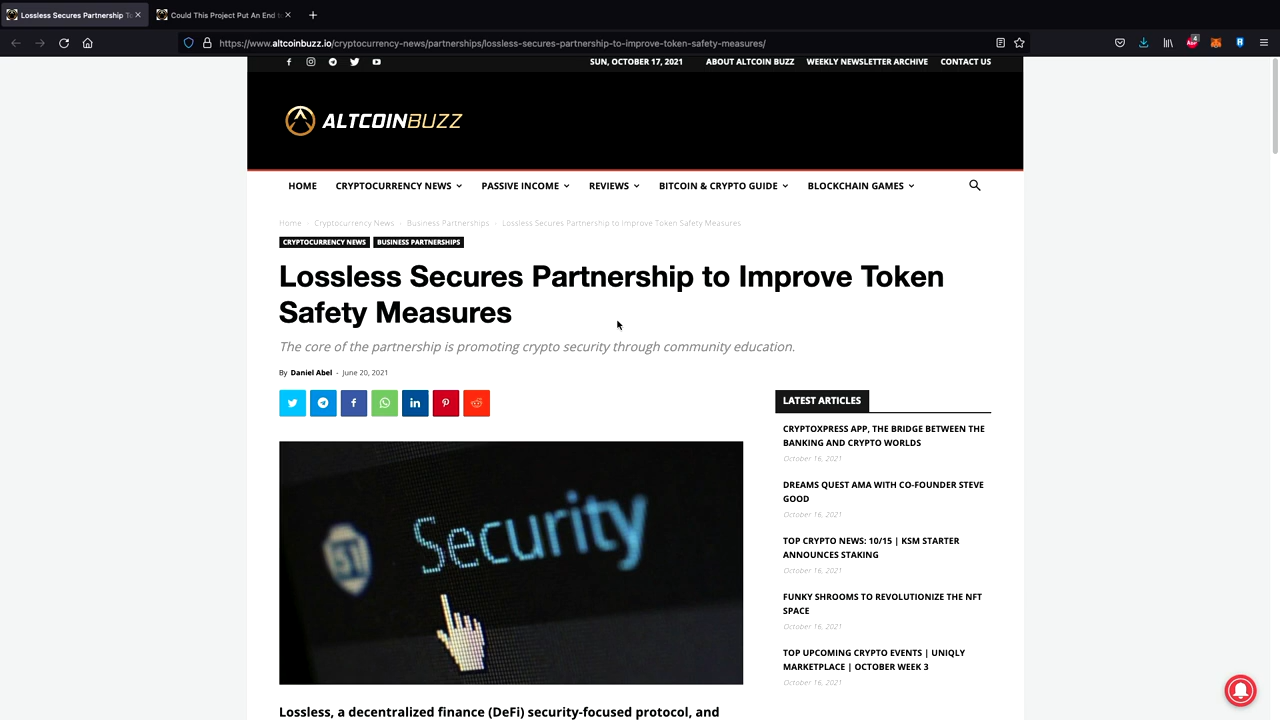 Lossless Secures Partnership To
Could This Project Put An End to
https://www.altcoinbuzz.io/cryptocurrency-news/partnerships/lossless-secures-partnership-to-improve-token-safety-measures/
SUN, OCTOBER 17, 2021
ABOUT ALTCOIN BUZZ
WEEKLY NEWSLETTER ARCHIVE
CONTACT US
ALTCOINBUZZ
HOME
CRYPTOCURRENCY NEWS
PASSIVE INCOME
REVIEWS
BITCOIN & CRYPTO GUIDE
BLOCKCHAIN GAMES
Home › Cryptocurrency News › Business Partnerships › Lossless Secures Partnership to Improve Token Safety Measures
CRYPTOCURRENCY NEWS
BUSINESS PARTNERSHIPS
Lossless Secures Partnership to Improve Token
Safety Measures
The core of the partnership is promoting crypto security through community education.
By Daniel Abel - June 20, 2021
Security
Lossless, a decentralized finance (DeFi) security-focused protocol, and
LATEST ARTICLES
CRYPTOXPRESS APP, THE BRIDGE BETWEEN THE
BANKING AND CRYPTO WORLDS
October 16, 2021
DREAMS QUEST AMA WITH CO-FOUNDER STEVE
GOOD
October 16, 2021
TOP CRYPTO NEWS: 10/15 | KSM STARTER
ANNOUNCES STAKING
October 16, 2021
FUNKY SHROOMS TO REVOLUTIONIZE THE NFT
SPACE
October 16, 2021
TOP UPCOMING CRYPTO EVENTS | UNIQLY
MARKETPLACE | OCTOBER WEEK 3
October 16, 2021